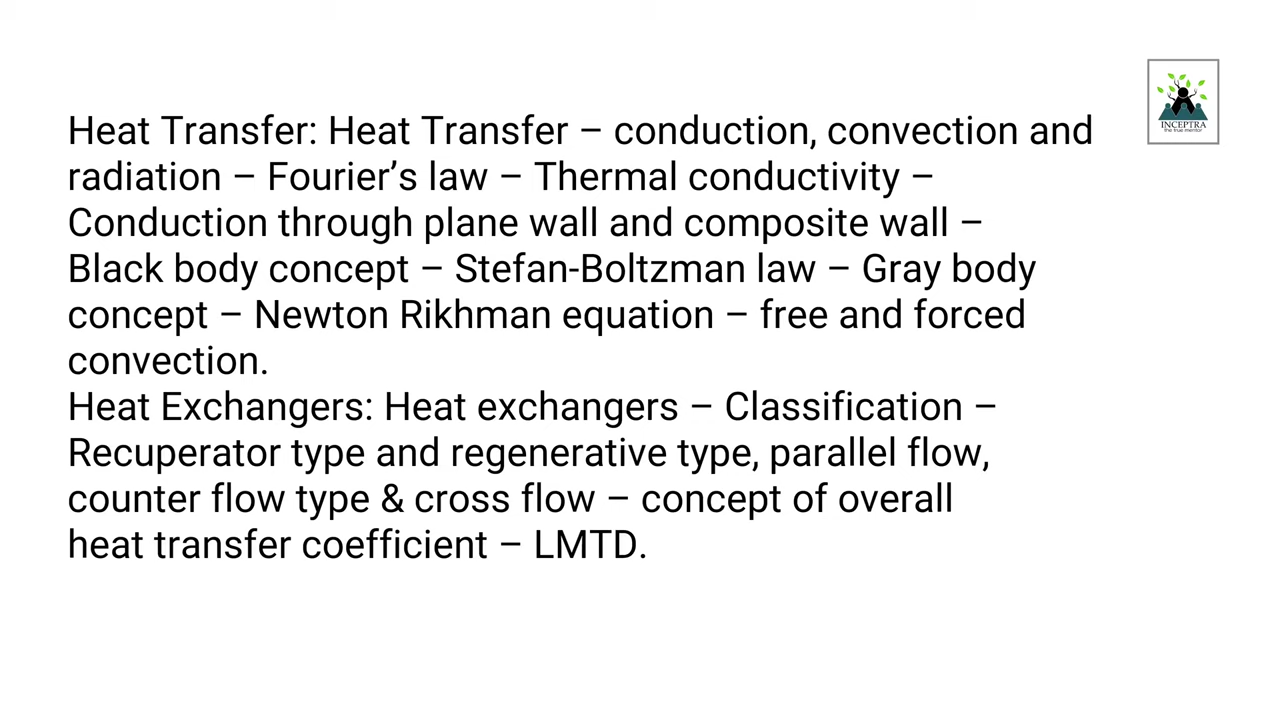 Heat Transfer: Heat Transfer – conduction, convection and
radiation – Fourier’s law – Thermal conductivity –
Conduction through plane wall and composite wall –
Black body concept – Stefan-Boltzman law – Gray body
concept – Newton Rikhman equation – free and forced
convection.
Heat Exchangers: Heat exchangers – Classification –
Recuperator type and regenerative type, parallel flow,
counter flow type & cross flow – concept of overall
heat transfer coefficient – LMTD.
INCEPTRA
the true mentor